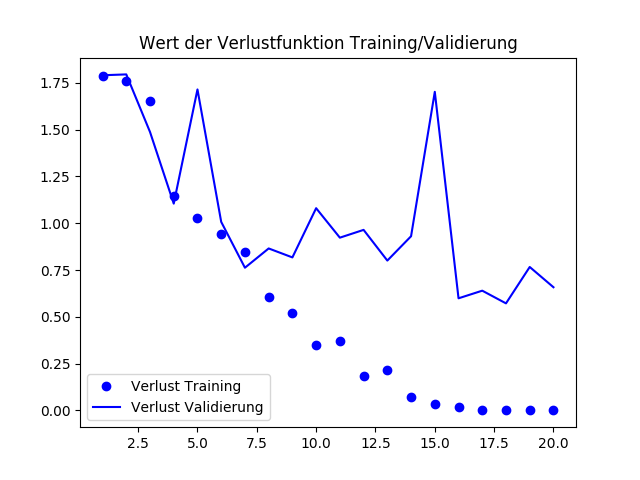 Wert der Verlustfunktion Training/Validierung
1.75
1.50
1.25
1.00
0.75
0.50
0.25
0.00
Verlust Training
Verlust Validierung
2.5 5.0 7.5 10.0 12.5 15.0 17.5 20.0